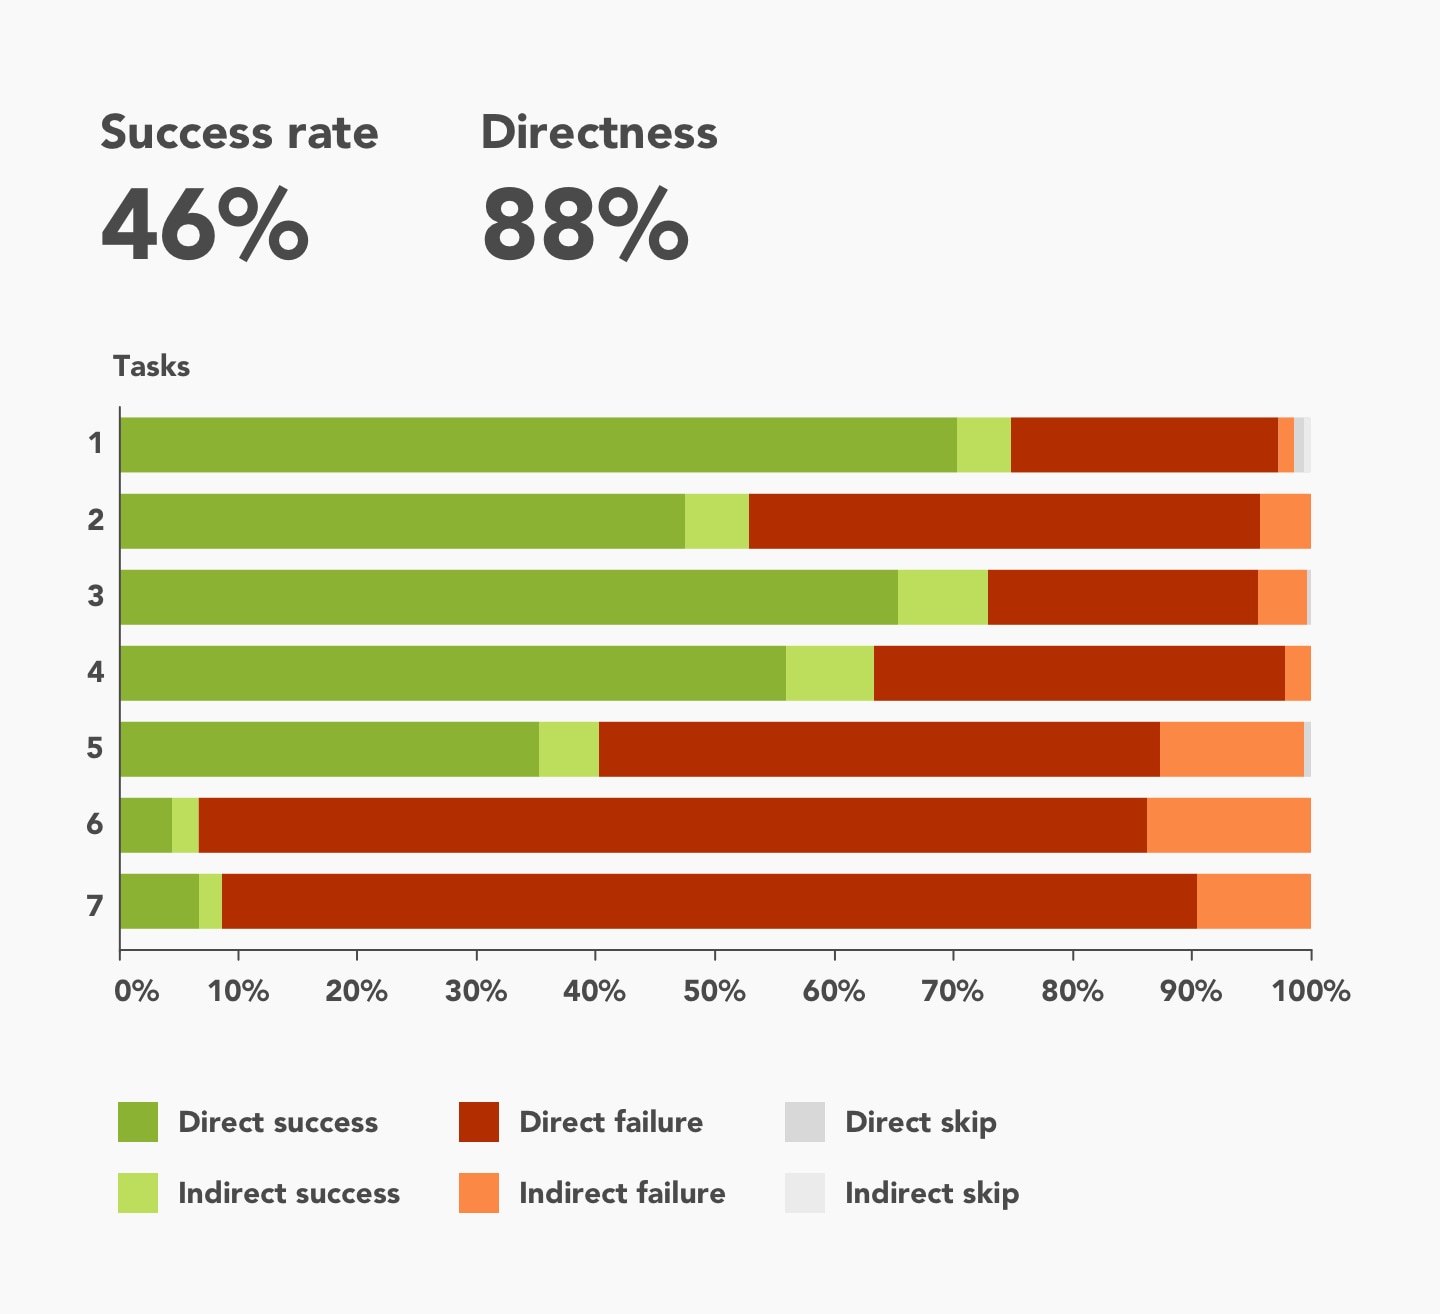 Success rate Directness
46% 88%
Tasks
1
2
3
4
5
6
7
0% 10% 20% 30% 40% 50% 60% 70% 80% 90% 100%
Direct success Direct failure Direct skip
Indirect success Indirect failure Indirect skip